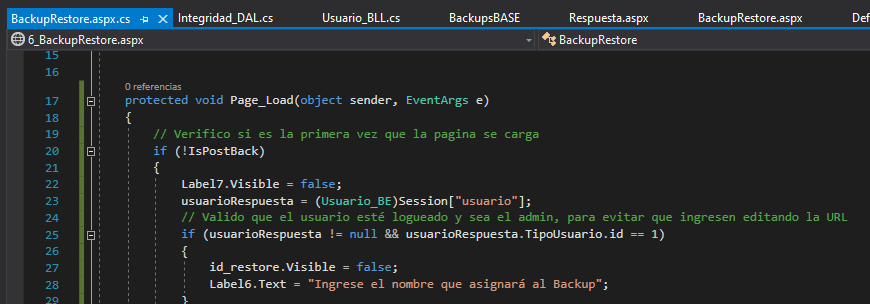 BackupRestore.aspx.cs Integridad_DAL.cs Usuario_BLL.cs BackupsBASE Respuesta.aspx BackupRestore.aspx Def
6_BackupRestore.aspx BackupRestore
15
16
0 referencias
17 protected void Page_Load(object sender, EventArgs e)
18 {
19 // Verifico si es la primera vez que la pagina se carga
20 if (!IsPostBack)
21 {
22 Label7.Visible = false;
23 usuarioRespuesta = (Usuario_BE)Session["usuario"];
24 // Valido que el usuario esté logueado y sea el admin, para evitar que ingresen editando la URL
25 if (usuarioRespuesta != null && usuarioRespuesta.TipoUsuario.id == 1)
26 {
27 id_restore.Visible = false;
28 Label6.Text = "Ingrese el nombre que asignará al Backup";
29 }